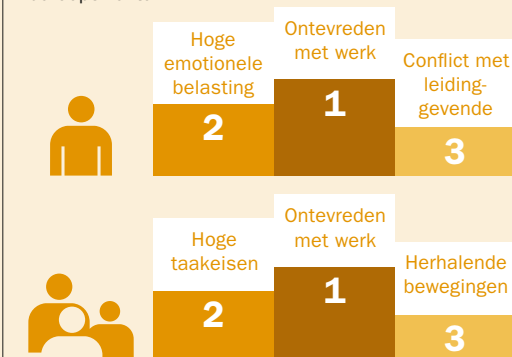 Hoge
emotionele
belasting
2
Ontevreden
met werk
1
Conflict met
leiding-
gevende
3
Hoge
taakeisen
2
Ontevreden
met werk
1
Herhalende
bewegingen
3